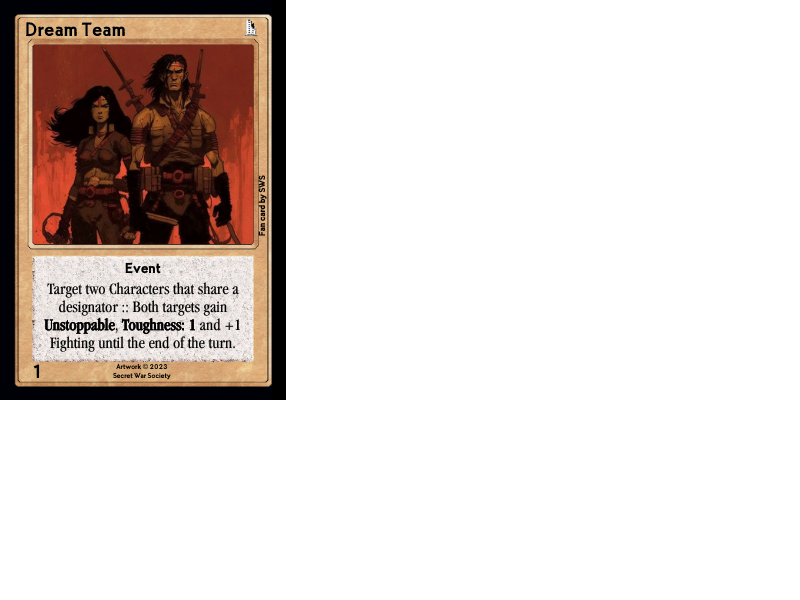 Dream Team
Fan card by SWS
Event
Target two Characters that share a
designator :: Both targets gain
Unstoppable, Toughness: 1 and +1
Fighting until the end of the turn.
1
Artwork © 2023
Secret War Society